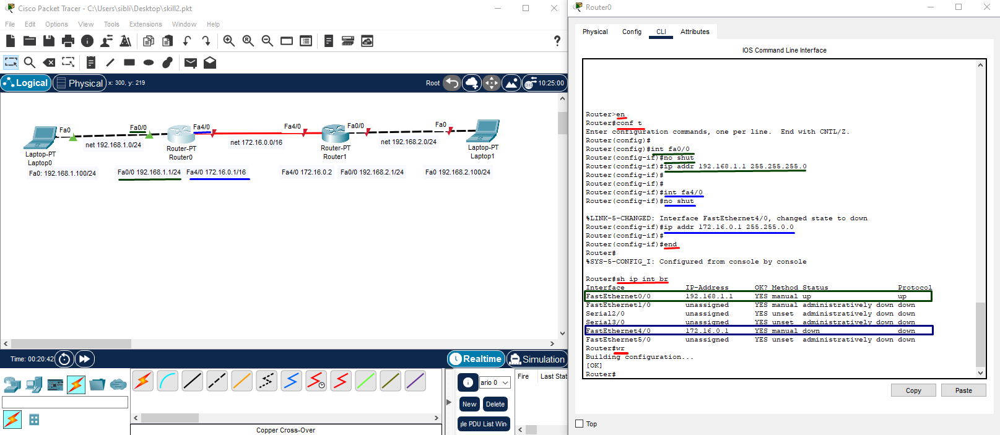 Cisco Packet Tracer - C:\Users\sibli\Desktop\skill2.pkt
File Edit Options View Tools Extensions Window Help
?
Logical Physical x: 300, y: 219 Root 10:25:00
Fa0 Fa0/0 Fa4/0 Fa4/0 Fa0/0 Fa0
net 192.168.1.0/24 net 172.16.0.0/16 net 192.168.2.0/24
Laptop-PT Router-PT Router-PT Laptop-PT
Laptop0 Router0 Router1 Laptop1
Fa0: 192.168.1.100/24 Fa0/0 192.168.1.1/24 Fa4/0 172.16.0.1/16 Fa4/0 172.16.0.2 Fa0/0 192.168.2.1/24 Fa0 192.168.2.100/24
Time: 00:20:42 Realtime Simulation
ario 0 Fire Last Stat
New Delete
gle PDU List Win
Copper Cross-Over
Router0
Physical Config CLI Attributes
IOS Command Line Interface
Router>en
Router#conf t
Enter configuration commands, one per line.  End with CNTL/Z.
Router(config)#
Router(config)#int fa0/0
Router(config-if)#no shut
Router(config-if)#ip addr 192.168.1.1 255.255.255.0
Router(config-if)#
Router(config-if)#
Router(config-if)#int fa4/0
Router(config-if)#no shut
%LINK-5-CHANGED: Interface FastEthernet4/0, changed state to down
Router(config-if)#ip addr 172.16.0.1 255.255.0.0
Router(config-if)#
Router(config-if)#end
Router#
%SYS-5-CONFIG_I: Configured from console by console
Router#sh ip int br
Interface IP-Address OK? Method Status Protocol
FastEthernet0/0 192.168.1.1 YES manual up up
FastEthernet1/0 unassigned YES manual administratively down down
Serial2/0 unassigned YES unset administratively down down
Serial3/0 unassigned YES unset administratively down down
FastEthernet4/0 172.16.0.1 YES manual down down
FastEthernet5/0 unassigned YES unset administratively down down
Router#wr
Building configuration...
[OK]
Router#
Copy Paste
Top